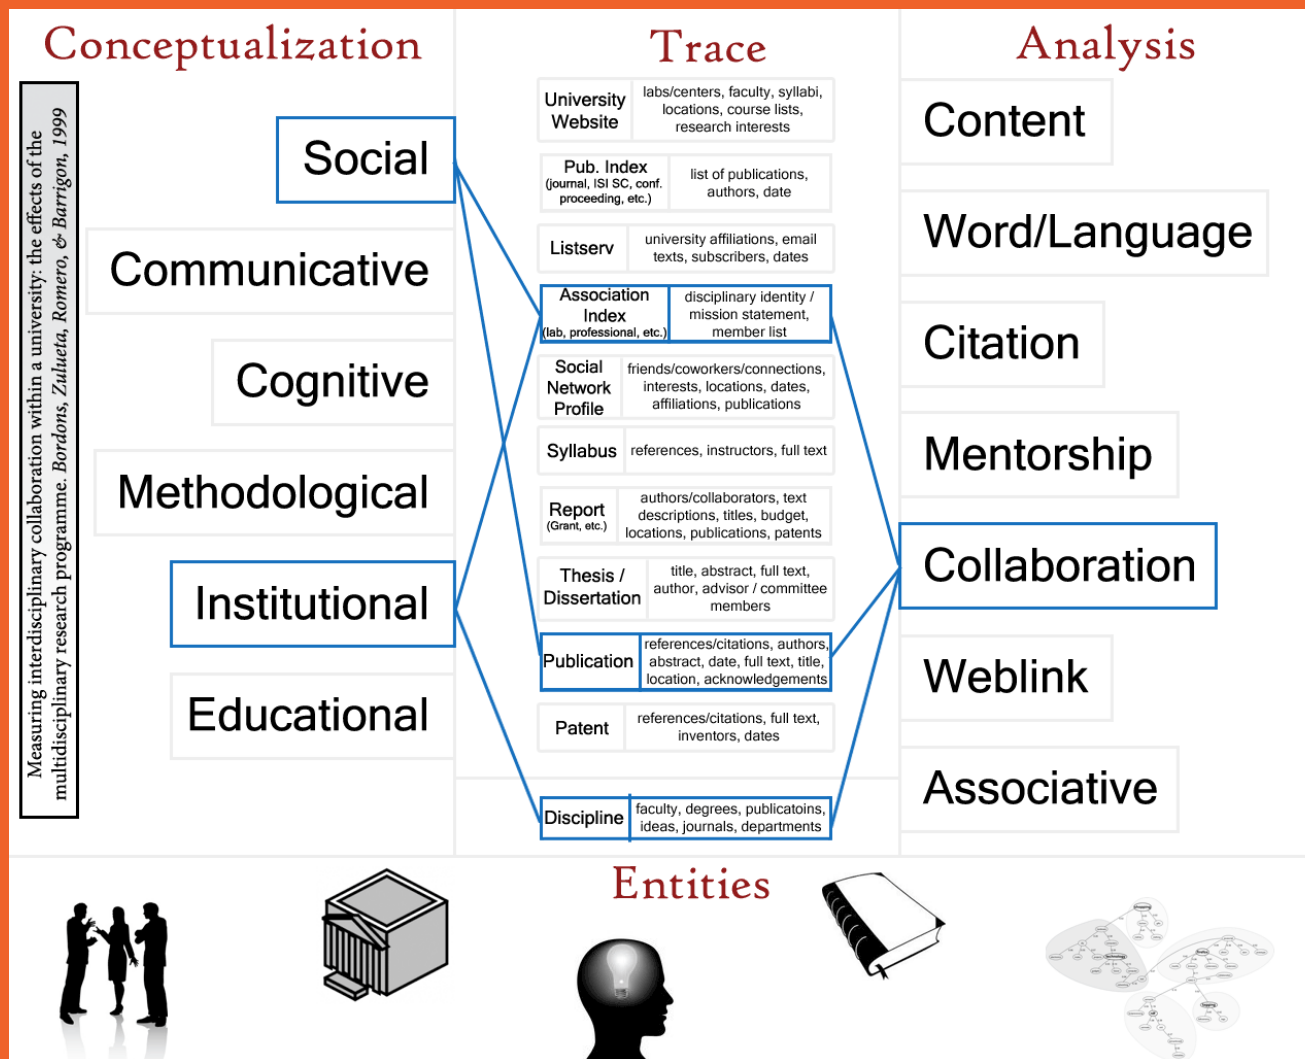 Conceptualization
Trace
Analysis
Measuring interdisciplinary collaboration within a university: the effects of the
multidisciplinary research programme. Bordons, Zulueta, Romero, & Barrigon, 1999
Social
Communicative
Cognitive
Methodological
Institutional
Educational
University
Website
labs/centers, faculty, syllabi,
locations, course lists,
research interests
Pub. Index
(journal, ISI SC, conf.
proceeding, etc.)
list of publications,
authors, date
Listserv
university affiliations, email
texts, subscribers, dates
Association
Index
(lab, professional, etc.)
disciplinary identity /
mission statement,
member list
Social
Network
Profile
friends/coworkers/connections,
interests, locations, dates,
affiliations, publications
Syllabus
references, instructors, full text
Report
(Grant, etc.)
authors/collaborators, text
descriptions, titles, budget,
locations, publications, patents
Thesis /
Dissertation
title, abstract, full text,
author, advisor / committee
members
Publication
references/citations, authors,
abstract, date, full text, title,
location, acknowledgements
Patent
references/citations, full text,
inventors, dates
Discipline
faculty, degrees, publicatoins,
ideas, journals, departments
Content
Word/Language
Citation
Mentorship
Collaboration
Weblink
Associative
Entities